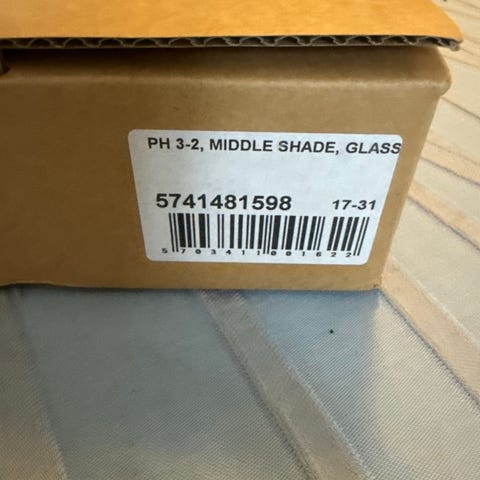 PH 3-2, MIDDLE SHADE, GLASS
5741481598 17-31
5703411001622